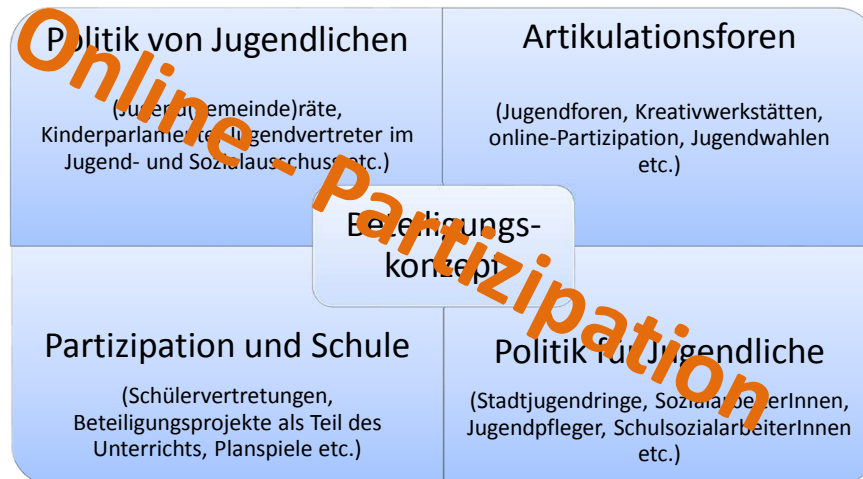 Politik von Jugendlichen
(Jugend(gemeinde)räte,
Kinderparlamente, Jugendvertreter im
Jugend- und Sozialausschuss etc.)
Artikulationsforen
(Jugendforen, Kreativwerkstätten,
online-Partizipation, Jugendwahlen
etc.)
Beteiligungs-
konzept
Partizipation und Schule
(Schülervertretungen,
Beteiligungsprojekte als Teil des
Unterrichts, Planspiele etc.)
Politik für Jugendliche
(Stadtjugendringe, SozialarbeiterInnen,
Jugendpfleger, SchulsozialarbeiterInnen
etc.)
Online - Partizipation